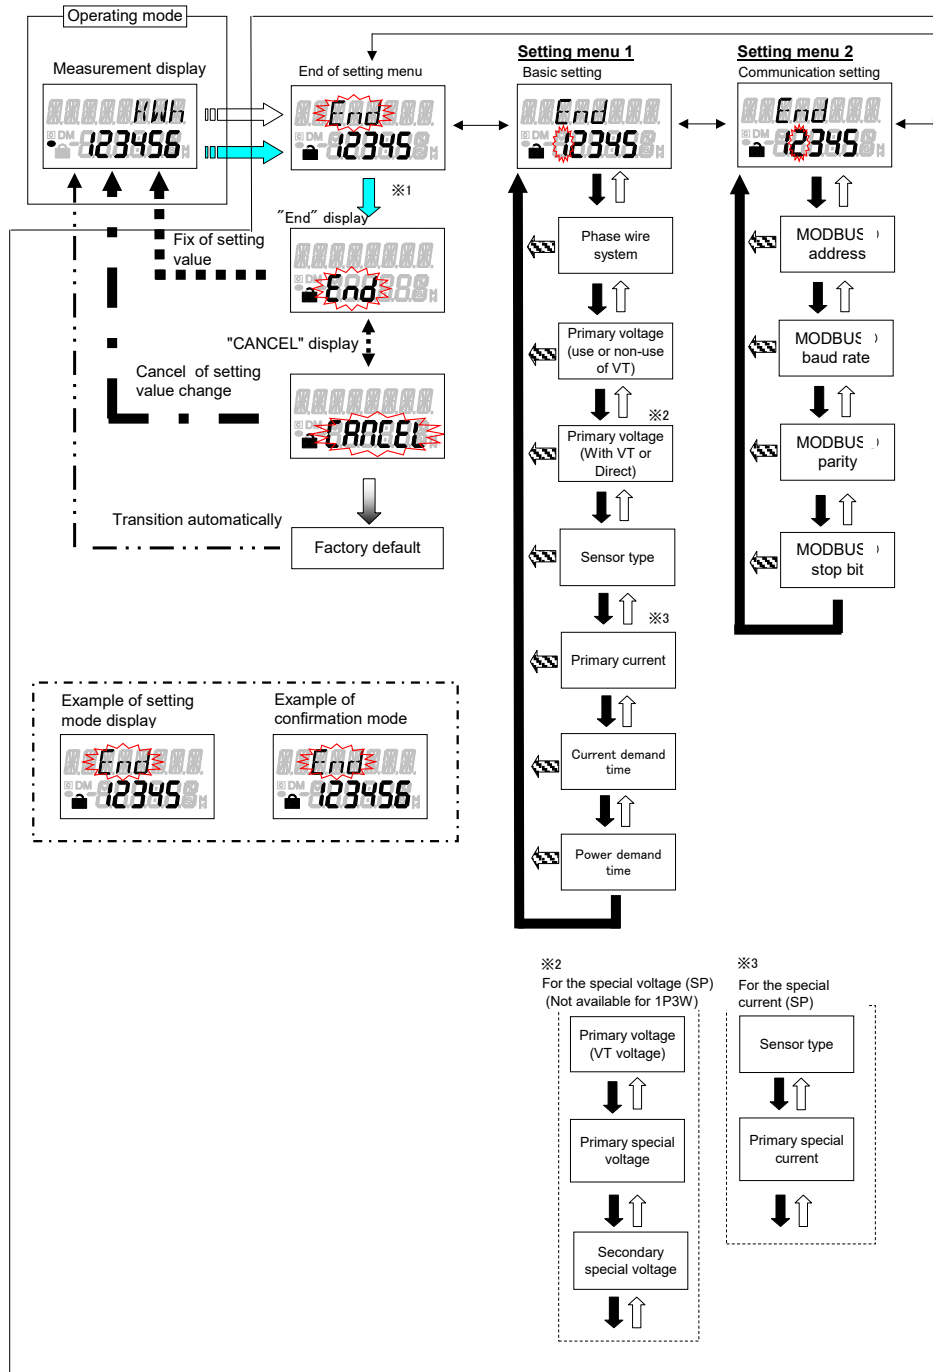 Operating mode
Measurement display
KWh
DM
123456
End of setting menu
End
DM
12345
Setting menu 1
Basic setting
End
12345
Setting menu 2
Communication setting
End
12345
※1
"End" display
End
Fix of setting
value
"CANCEL" display
Cancel of setting
value change
CANCEL
Transition automatically
Factory default
Phase wire
system
Primary voltage
(use or non-use
of VT)
※2
Primary voltage
(With VT or
Direct)
Sensor type
※3
Primary current
Current demand
time
Power demand
time
MODBUS )
address
MODBUS )
baud rate
MODBUS )
parity
MODBUS )
stop bit
Example of setting
mode display
End
DM
12345
Example of
confirmation mode
End
DM
123456
※2
For the special voltage (SP)
(Not available for 1P3W)
Primary voltage
(VT voltage)
Primary special
voltage
Secondary
special voltage
※3
For the special
current (SP)
Sensor type
Primary special
current